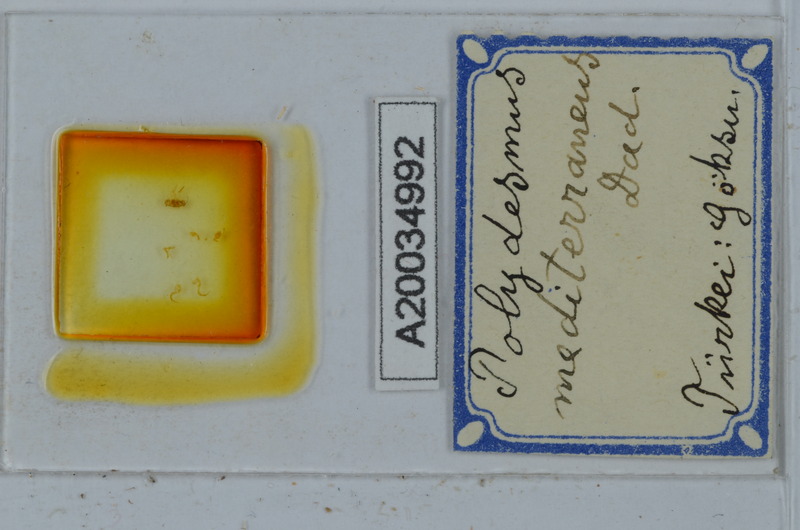 A20034992
Polydesmus
mediterraneus
Dad.
Türkei: Göksu.